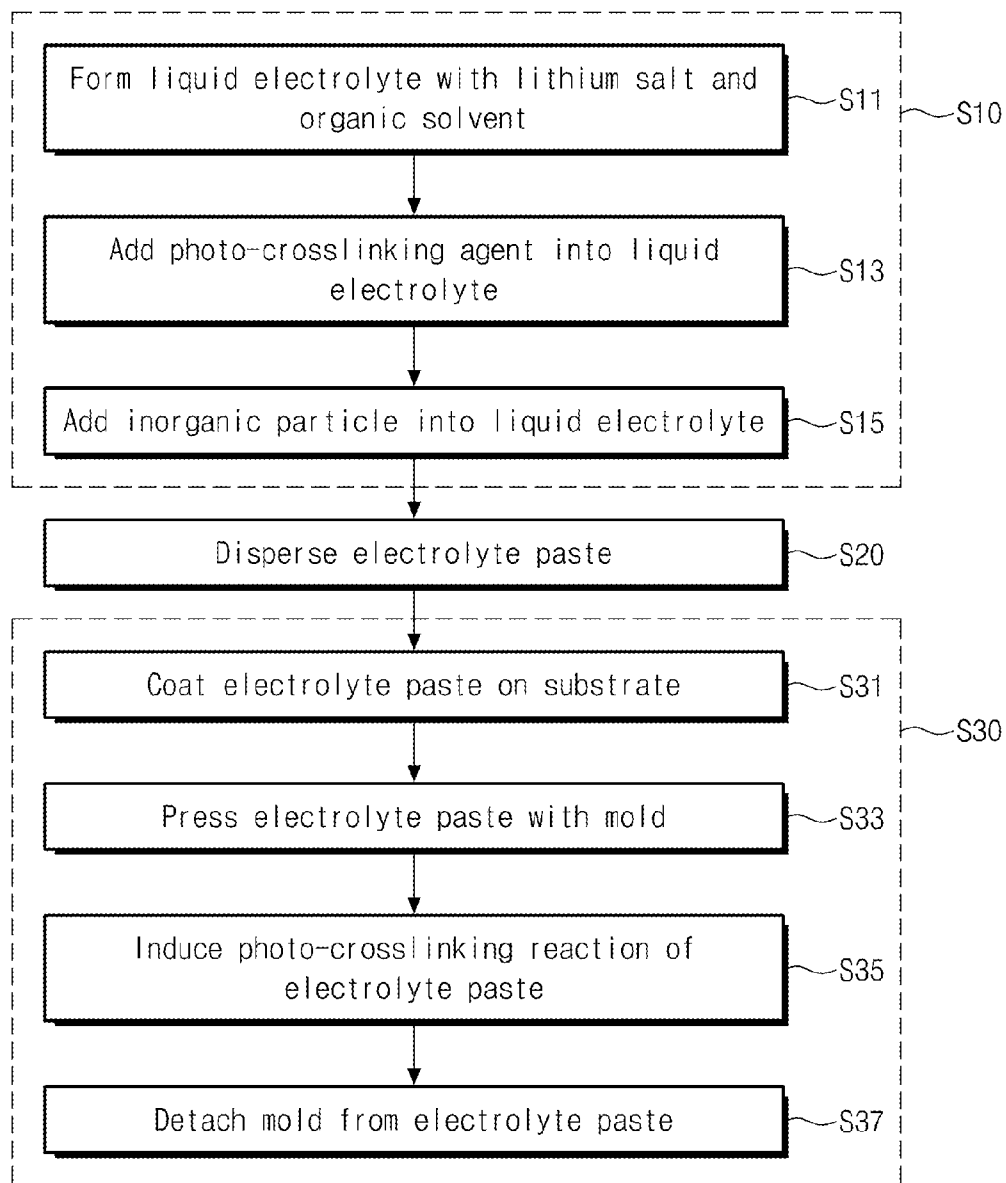 Form liquid electrolyte with lithium salt and
organic solvent
S11
S10
Add photo-crosslinking agent into liquid
electrolyte
S13
Add inorganic particle into liquid electrolyte
S15
Disperse electrolyte paste
S20
Coat electrolyte paste on substrate
S31
S30
Press electrolyte paste with mold
S33
Induce photo-crosslinking reaction of
electrolyte paste
S35
Detach mold from electrolyte paste
S37